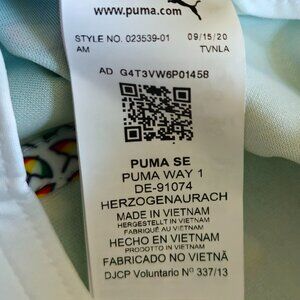 www.puma.com
STYLE NO. 023539-01 09/15/20
AM TVNLA
AD G4T3VW6P01458
PUMA SE
PUMA WAY 1
DE-91074
HERZOGENAURACH
MADE IN VIETNAM
HERGESTELLT IN VIETNAM
FABRIQUÉ AU VIETNAM
HECHO EN VIETNAM
PRODOTTO IN VIETNAM
FABRICADO NO VIETNÃ
DJCP Voluntario Nº 337/13